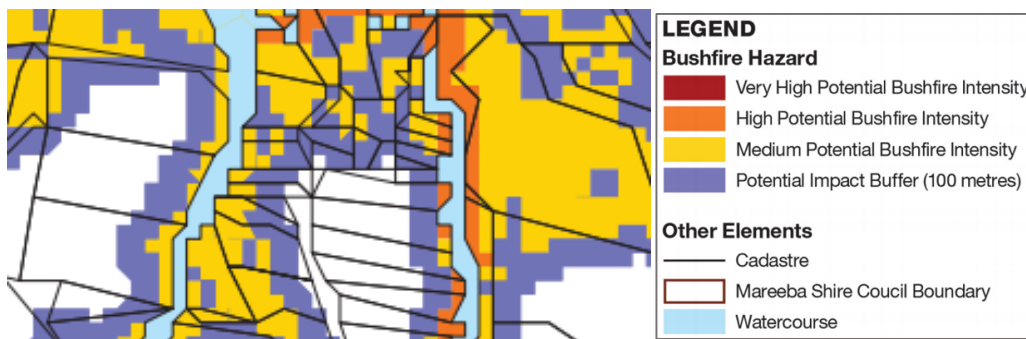 LEGEND
Bushfire Hazard
Very High Potential Bushfire Intensity
High Potential Bushfire Intensity
Medium Potential Bushfire Intensity
Potential Impact Buffer (100 metres)
Other Elements
Cadastre
Mareeba Shire Coucil Boundary
Watercourse